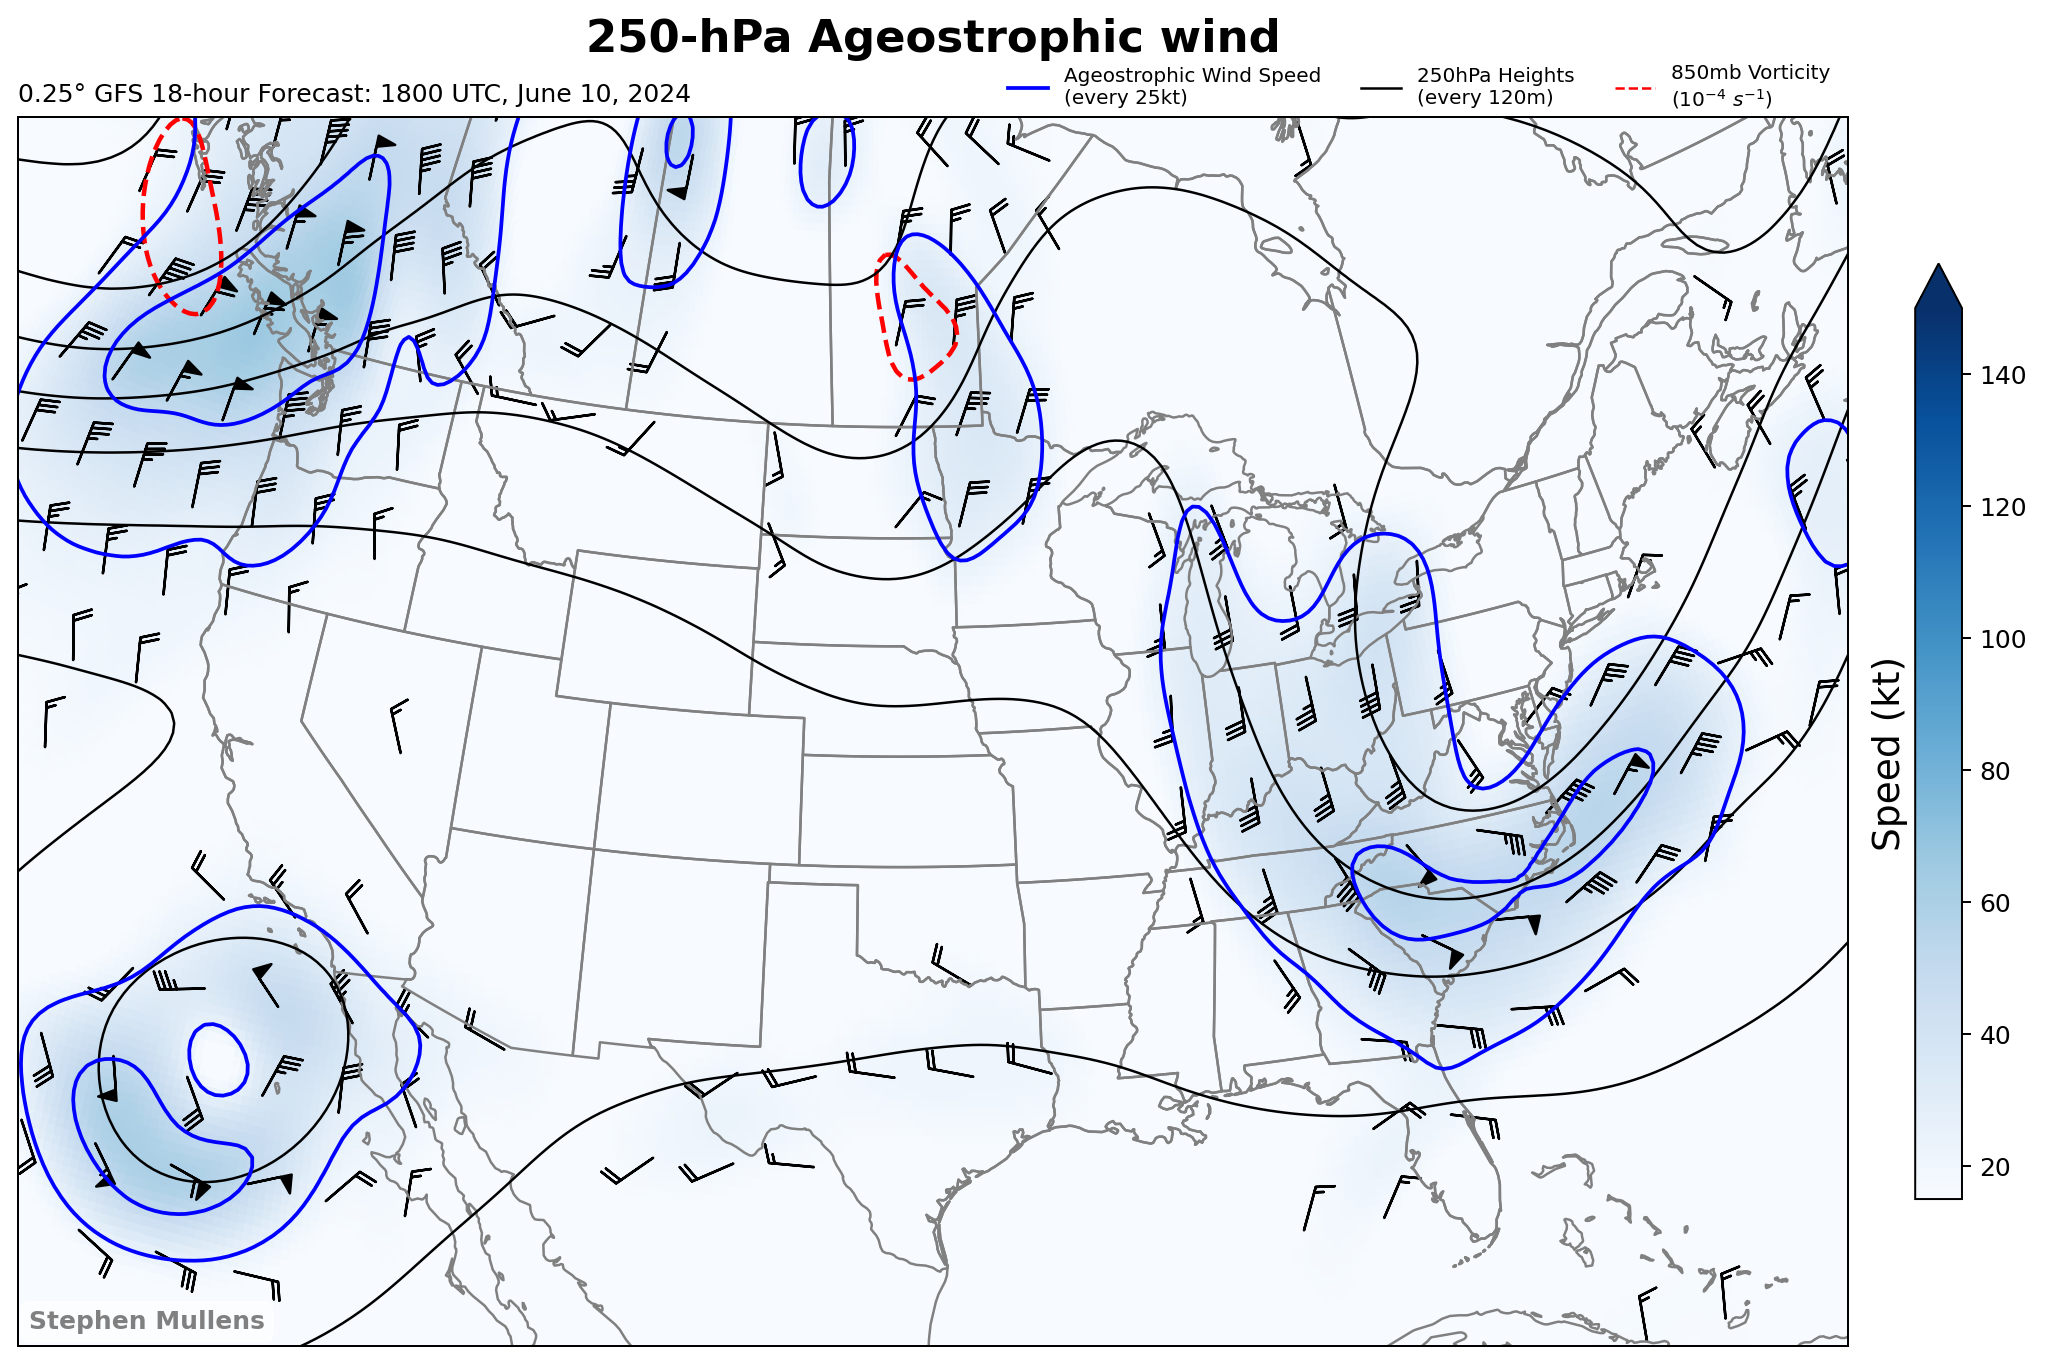 250-hPa Ageostrophic wind
0.25° GFS 18-hour Forecast: 1800 UTC, June 10, 2024
Ageostrophic Wind Speed
(every 25kt)
250hPa Heights
(every 120m)
850mb Vorticity
(10⁻⁴ s⁻¹)
140
120
100
80
60
40
20
Speed (kt)
Stephen Mullens